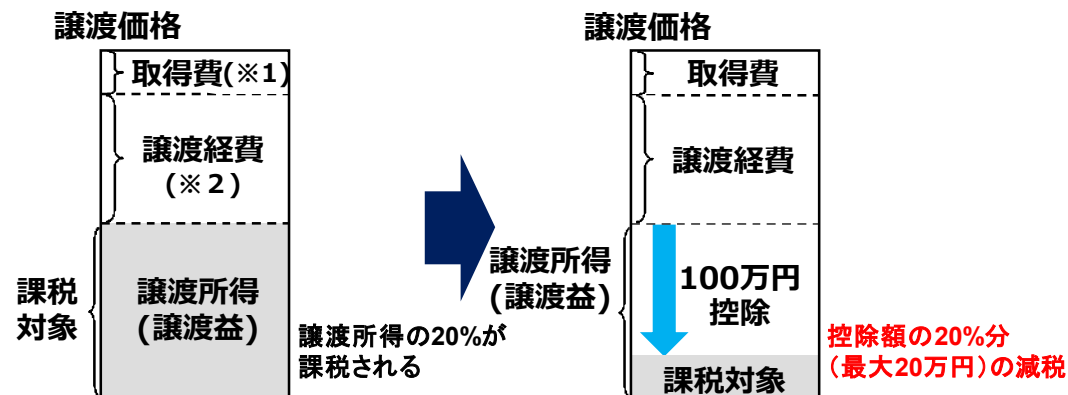 譲渡価格
取得費(※1)
譲渡経費
(※２)
課税
対象
譲渡所得
(譲渡益)
譲渡所得の20%が
課税される
譲渡価格
取得費
譲渡経費
譲渡所得
(譲渡益)
100万円
控除
課税対象
控除額の20%分
（最大20万円）の減税